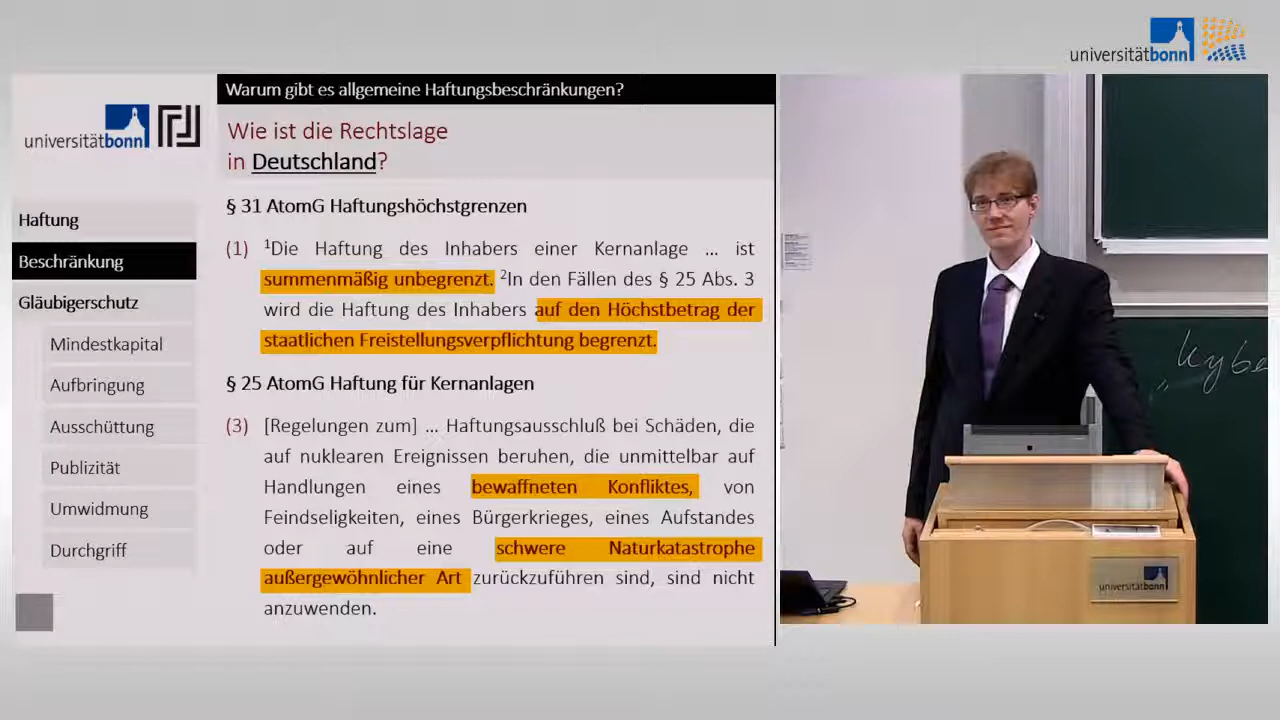 universitätbonn
Warum gibt es allgemeine Haftungsbeschränkungen?
universitätbonn
Wie ist die Rechtslage
in Deutschland?
Haftung
Beschränkung
Gläubigerschutz
Mindestkapital
Aufbringung
Ausschüttung
Publizität
Umwidmung
Durchgriff
§ 31 AtomG Haftungshöchstgrenzen
(1) ¹Die Haftung des Inhabers einer Kernanlage … ist
summenmäßig unbegrenzt. ²In den Fällen des § 25 Abs. 3
wird die Haftung des Inhabers auf den Höchstbetrag der
staatlichen Freistellungsverpflichtung begrenzt.
§ 25 AtomG Haftung für Kernanlagen
(3) [Regelungen zum] … Haftungsausschluß bei Schäden, die
auf nuklearen Ereignissen beruhen, die unmittelbar auf
Handlungen eines bewaffneten Konfliktes, von
Feindseligkeiten, eines Bürgerkrieges, eines Aufstandes
oder auf eine schwere Naturkatastrophe
außergewöhnlicher Art zurückzuführen sind, sind nicht
anzuwenden.
„Kybe
universitätbonn